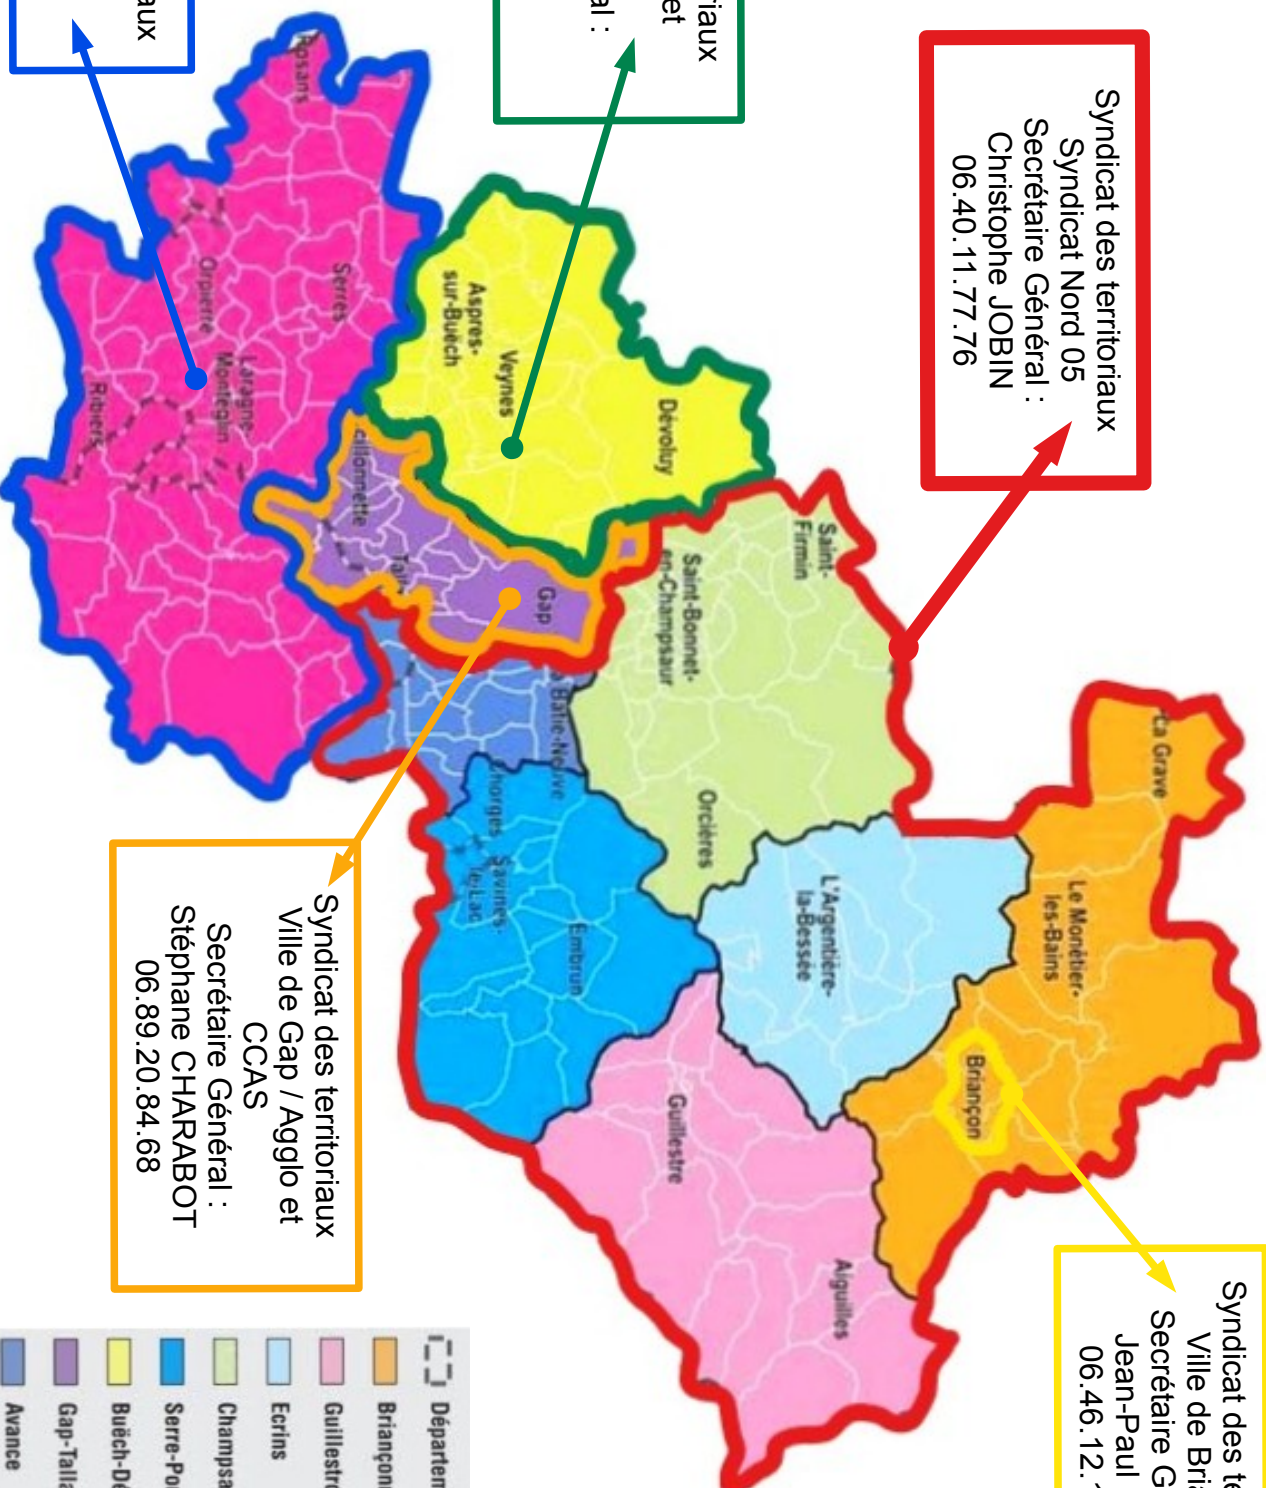 Syndicat des territoriaux
Syndicat Nord 05
Secrétaire Général :
Christophe JOBIN
06.40.11.77.76
Syndicat des te
Ville de Bria
Secrétaire G
Jean-Paul
06.46.12.
riaux
et
al :
aux
Syndicat des territoriaux
Ville de Gap / Agglo et
CCAS
Secrétaire Général :
Stéphane CHARABOT
06.89.20.84.68
La Grave
Le Monétier-
les-Bains
Briançon
Saint-
Firmin
L'Argentière-
la-Bessée
Aiguilles
Dévoluy
Saint-Bonnet-
en-Champsaur
Orcières
Guillestre
Embrun
Veynes
Aspres-
sur-Buëch
Gap
a Bâtie-Neuve
Chorges
Savines-
le-Lac
Tall
cillonnette
Rosans
Serres
Orpierre
Laragne-
Montéglin
Ribiers
Départem
Briançonn
Guillestre
Ecrins
Champsa
Serre-Po
Buëch-Dé
Gap-Talla
Avance